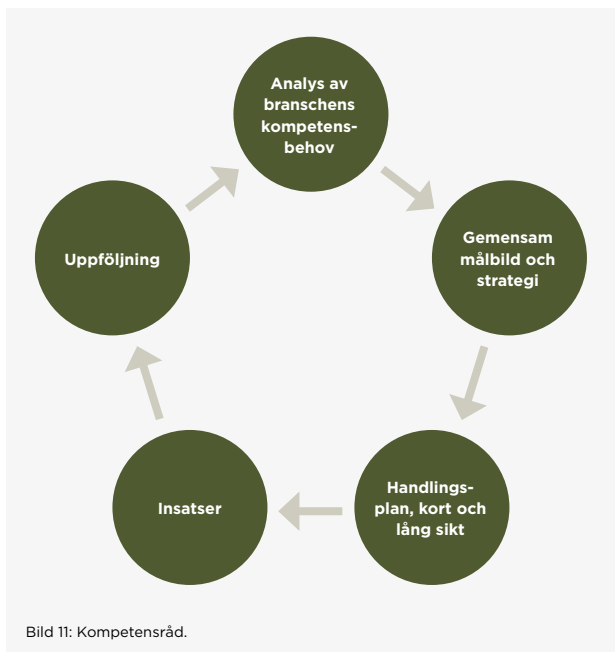 Analys av
branschens
kompetens-
behov
Gemensam
målbild och
strategi
Handlings-
plan, kort och
lång sikt
Insatser
Uppföljning
Bild 11: Kompetensråd.